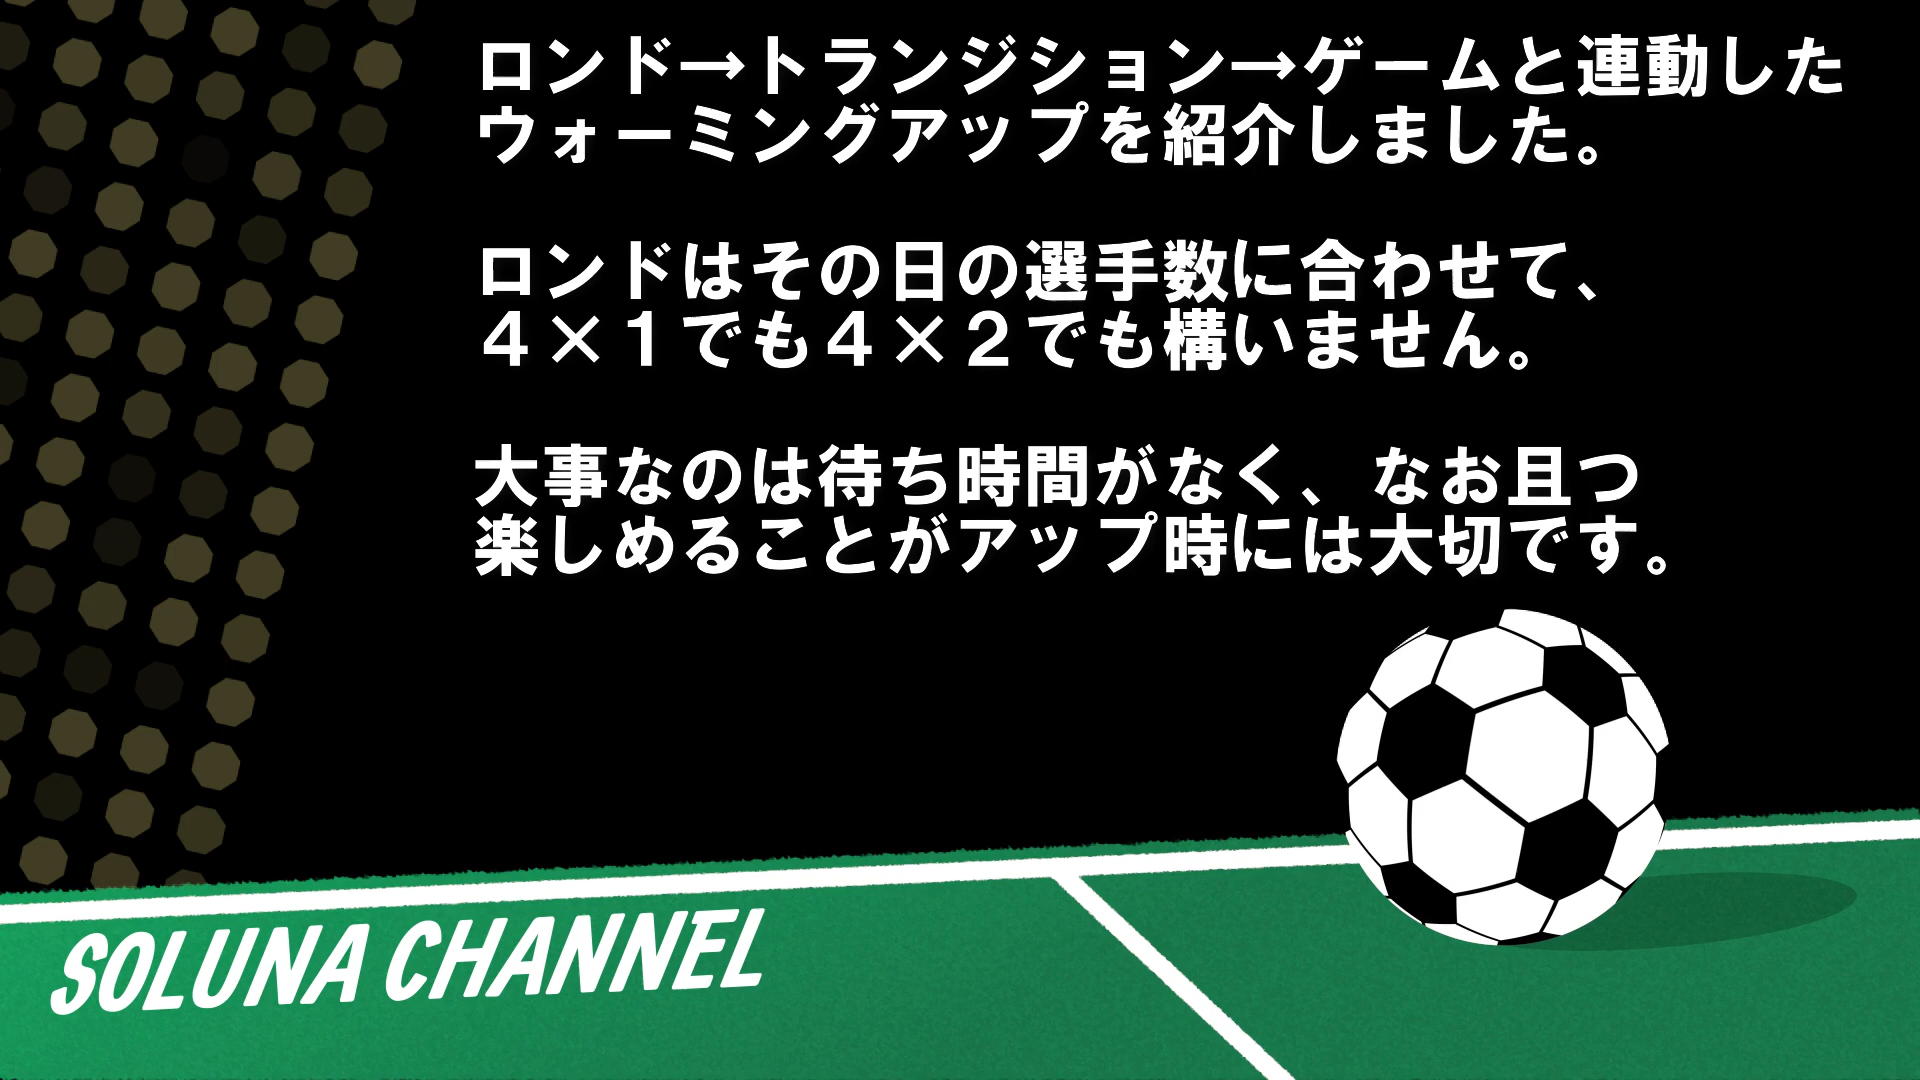 ロンド→トランジション→ゲームと連動した
ウォーミングアップを紹介しました。
ロンドはその日の選手数に合わせて、
４×１でも４×２でも構いません。
大事なのは待ち時間がなく、なお且つ
楽しめることがアップ時には大切です。
SOLUNA CHANNEL